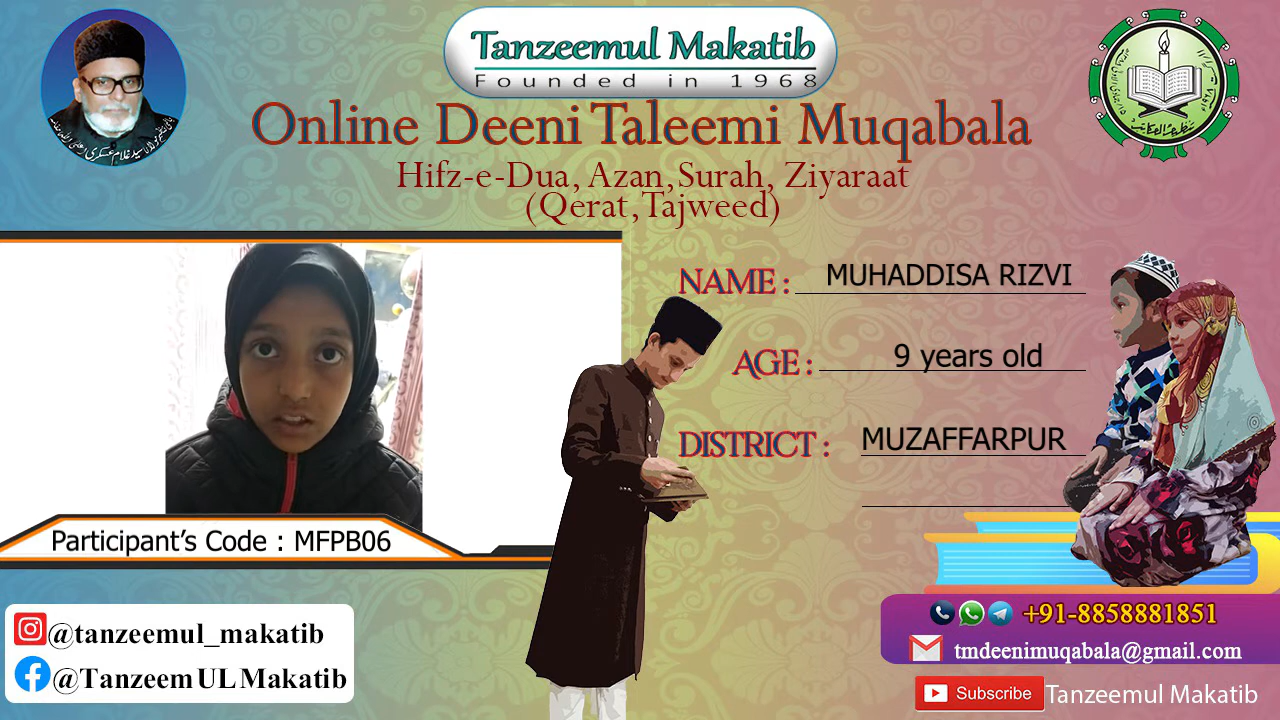 Tanzeemul Makatib
Founded in 1968
Online Deeni Taleemi Muqabala
Hifz-e-Dua, Azan, Surah, Ziyaraat
(Qerat, Tajweed)
NAME : MUHADDISA RIZVI
AGE : 9 years old
DISTRICT : MUZAFFARPUR
Participant's Code : MFPB06
@tanzeemul_makatib
@Tanzeem UL Makatib
+91-8858881851
tmdeenimuqabala@gmail.com
Subscribe Tanzeemul Makatib